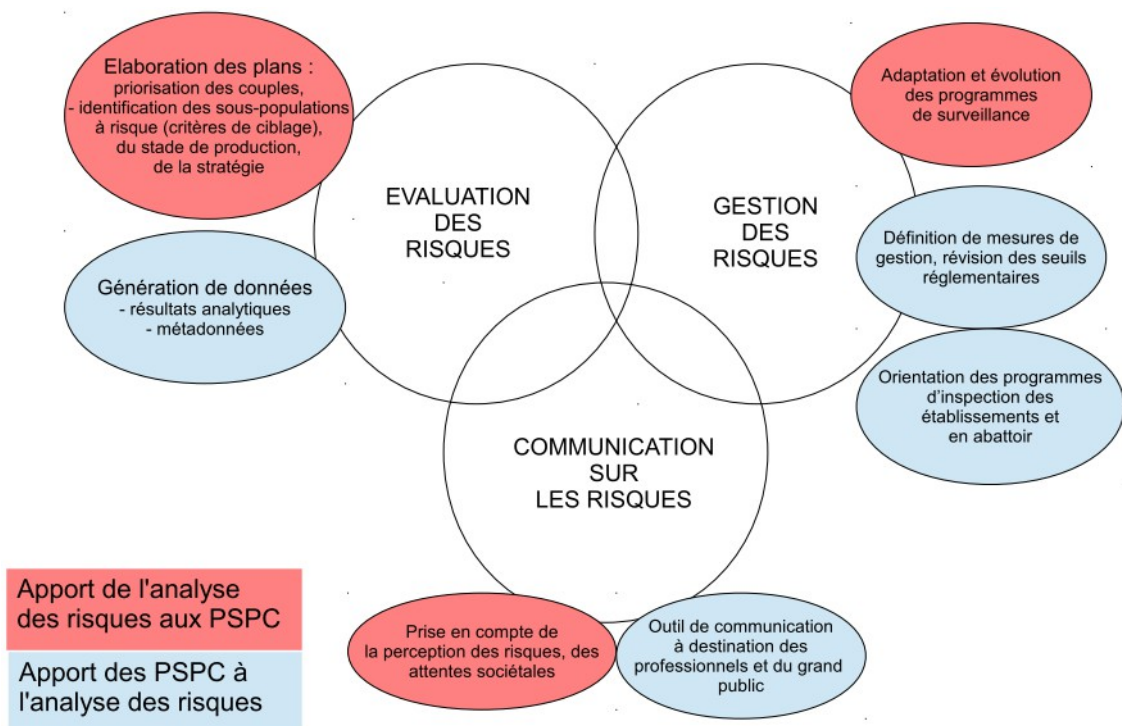 Elaboration des plans :
priorisation des couples,
- identification des sous-populations
à risque (critères de ciblage),
du stade de production,
de la stratégie
Génération de données
- résultats analytiques
- métadonnées
EVALUATION
DES
RISQUES
GESTION
DES
RISQUES
Adaptation et évolution
des programmes
de surveillance
Définition de mesures de
gestion, révision des seuils
réglementaires
Orientation des programmes
d'inspection des
établissements et
en abattoir
COMMUNICATION
SUR
LES RISQUES
Prise en compte de
la perception des risques, des
attentes sociétales
Outil de communication
à destination des
professionnels et du grand
public
Apport de l'analyse
des risques aux PSPC
Apport des PSPC à
l'analyse des risques